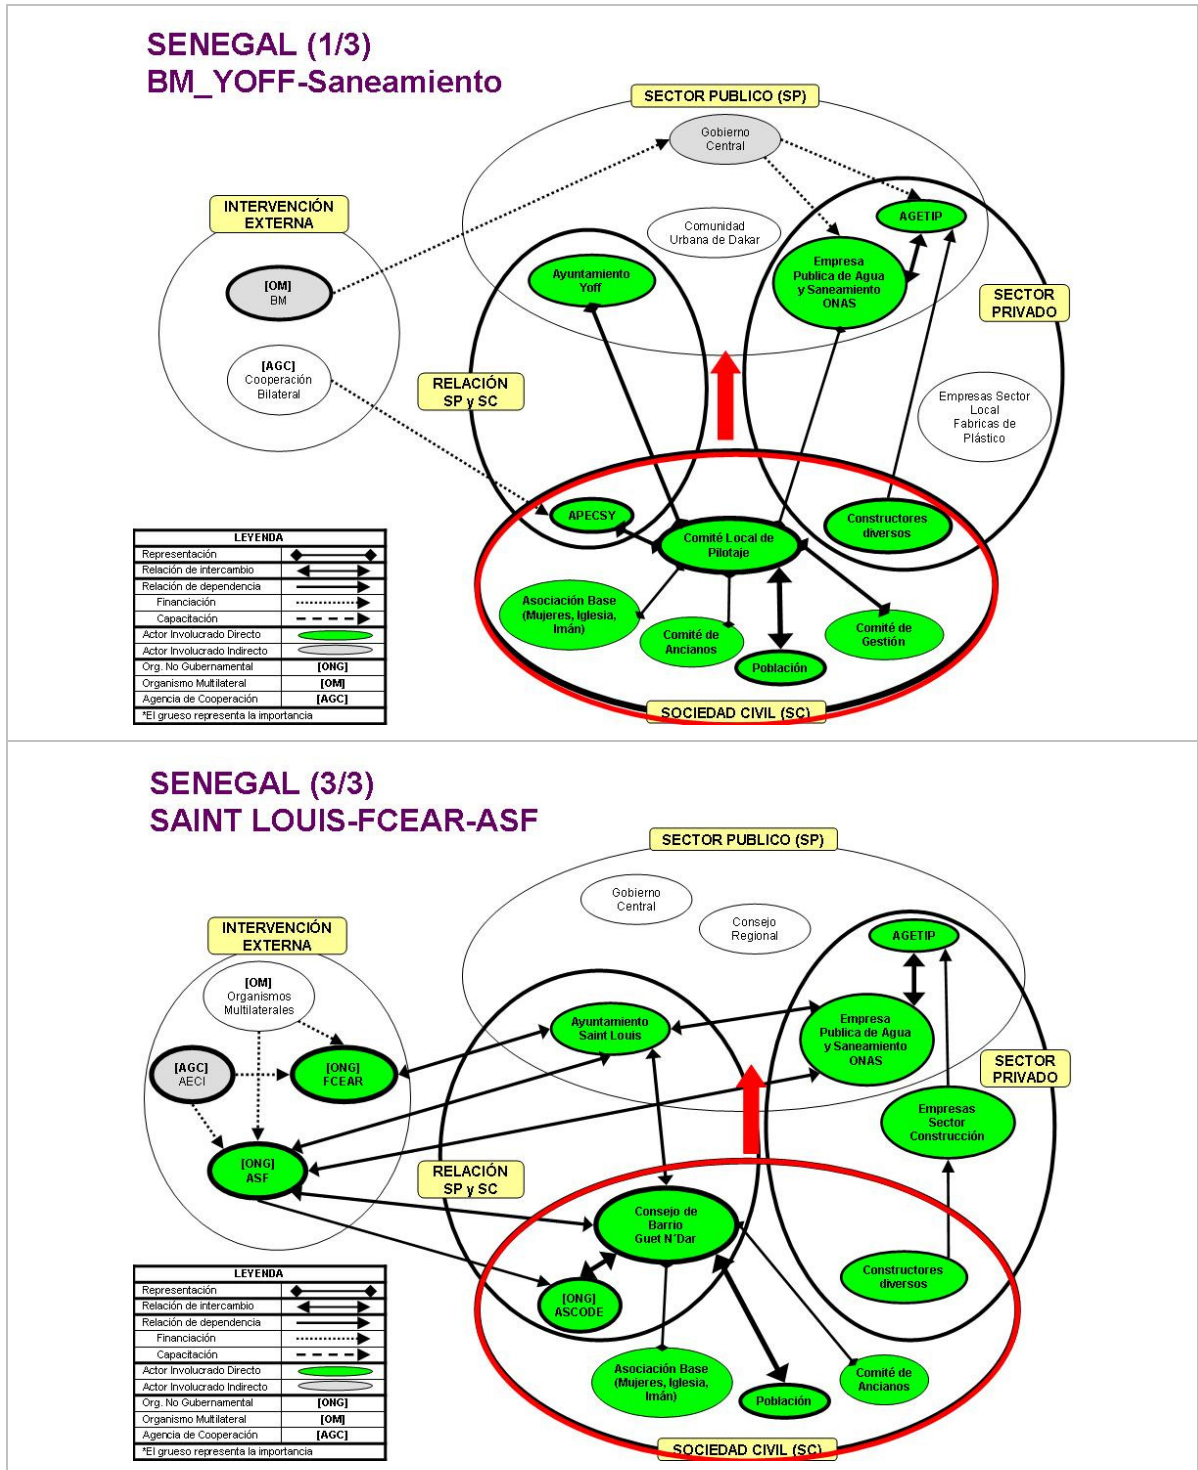 SENEGAL (1/3)
BM_YOFF-Saneamiento
SECTOR PUBLICO (SP)
Gobierno
Central
INTERVENCIÓN
EXTERNA
AGETIP
Comunidad
Urbana de Dakar
[OM]
BM
Ayuntamiento
Yoff
Empresa
Publica de Agua
y Saneamiento
ONAS
SECTOR
PRIVADO
[AGC]
Cooperación
Bilateral
RELACIÓN
SP y SC
Empresas Sector
Local
Fabricas de
Plástico
APECSY
Comité Local de
Pilotaje
Constructores
diversos
Asociación Base
(Mujeres, Iglesia,
Imán)
Comité de
Ancianos
Comité de
Gestión
Población
SOCIEDAD CIVIL (SC)
LEYENDA
Representación
Relación de intercambio
Relación de dependencia
Financiación
Capacitación
Actor Involucrado Directo
Actor Involucrado Indirecto
Org. No Gubernamental [ONG]
Organismo Multilateral [OM]
Agencia de Cooperación [AGC]
*El grueso representa la importancia
SENEGAL (3/3)
SAINT LOUIS-FCEAR-ASF
SECTOR PUBLICO (SP)
Gobierno
Central
Consejo
Regional
INTERVENCIÓN
EXTERNA
AGETIP
[OM]
Organismos
Multilaterales
Ayuntamiento
Saint Louis
Empresa
Publica de Agua
y Saneamiento
ONAS
[AGC]
AECI
[ONG]
FCEAR
SECTOR
PRIVADO
Empresas
Sector
Construcción
[ONG]
ASF
RELACIÓN
SP y SC
Consejo de
Barrio
Guet N´Dar
Constructores
diversos
[ONG]
ASCODE
Asociación Base
(Mujeres, Iglesia,
Imán)
Población
Comité de
Ancianos
SOCIEDAD CIVIL (SC)
LEYENDA
Representación
Relación de intercambio
Relación de dependencia
Financiación
Capacitación
Actor Involucrado Directo
Actor Involucrado Indirecto
Org. No Gubernamental [ONG]
Organismo Multilateral [OM]
Agencia de Cooperación [AGC]
*El grueso representa la importancia